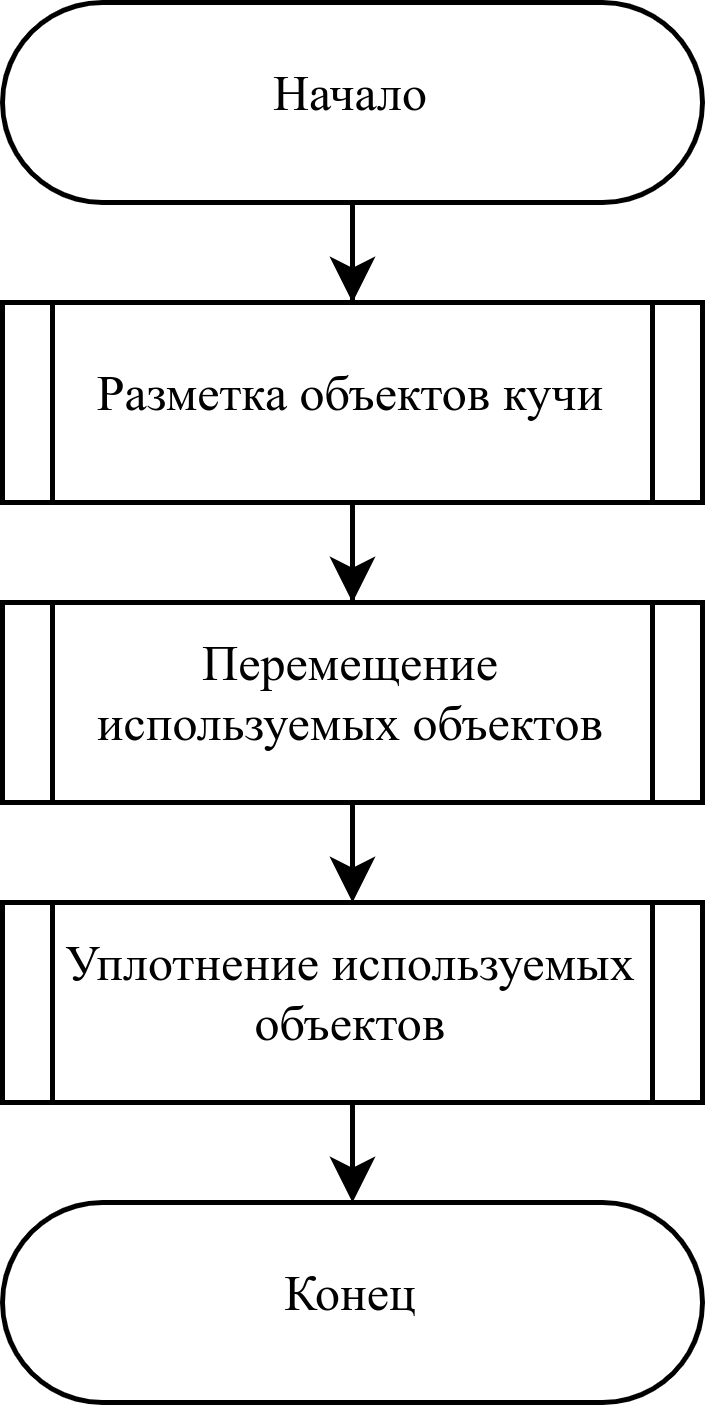 Начало
Разметка объектов кучи
Перемещение
используемых объектов
Уплотнение используемых
объектов
Конец